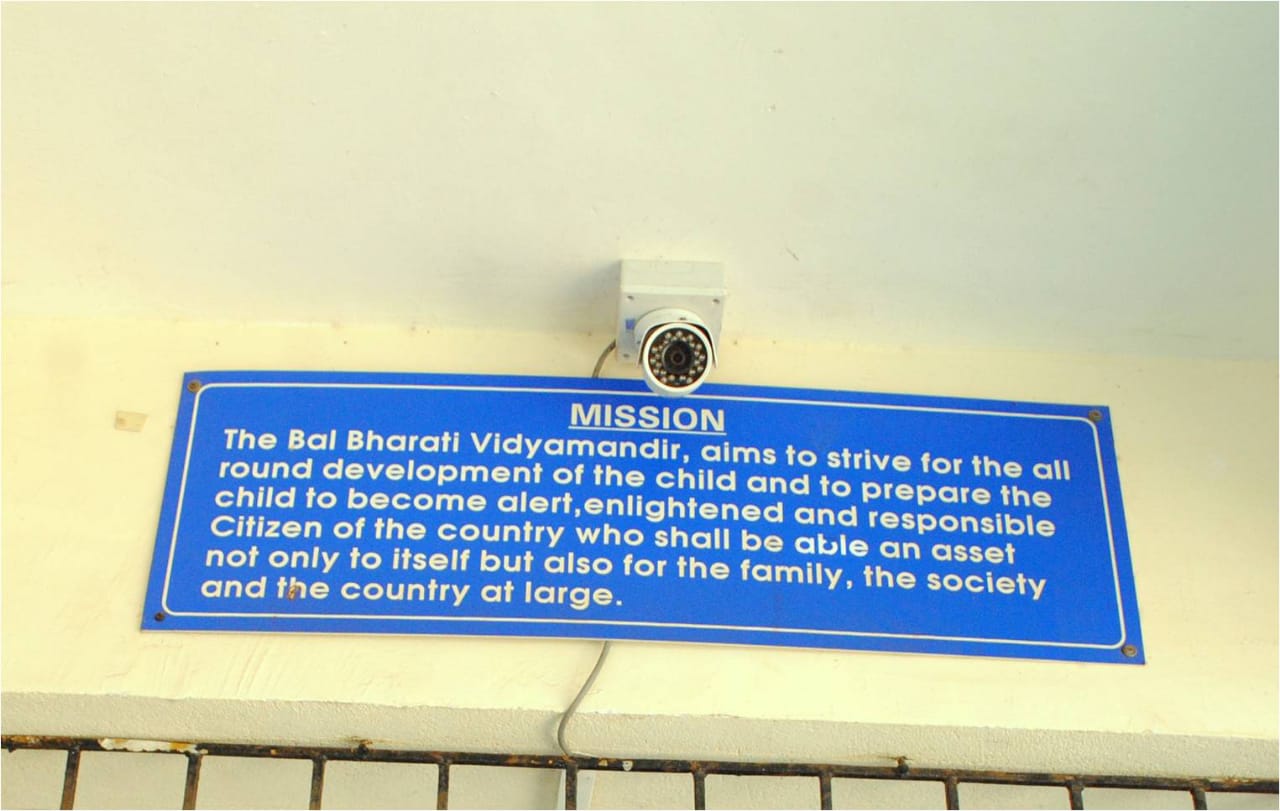 MISSION
The Bal Bharati Vidyamandir, aims to strive for the all
round development of the child and to prepare the
child to become alert,enlightened and responsible
Citizen of the country who shall be able an asset
not only to itself but also for the family, the society
and the country at large.